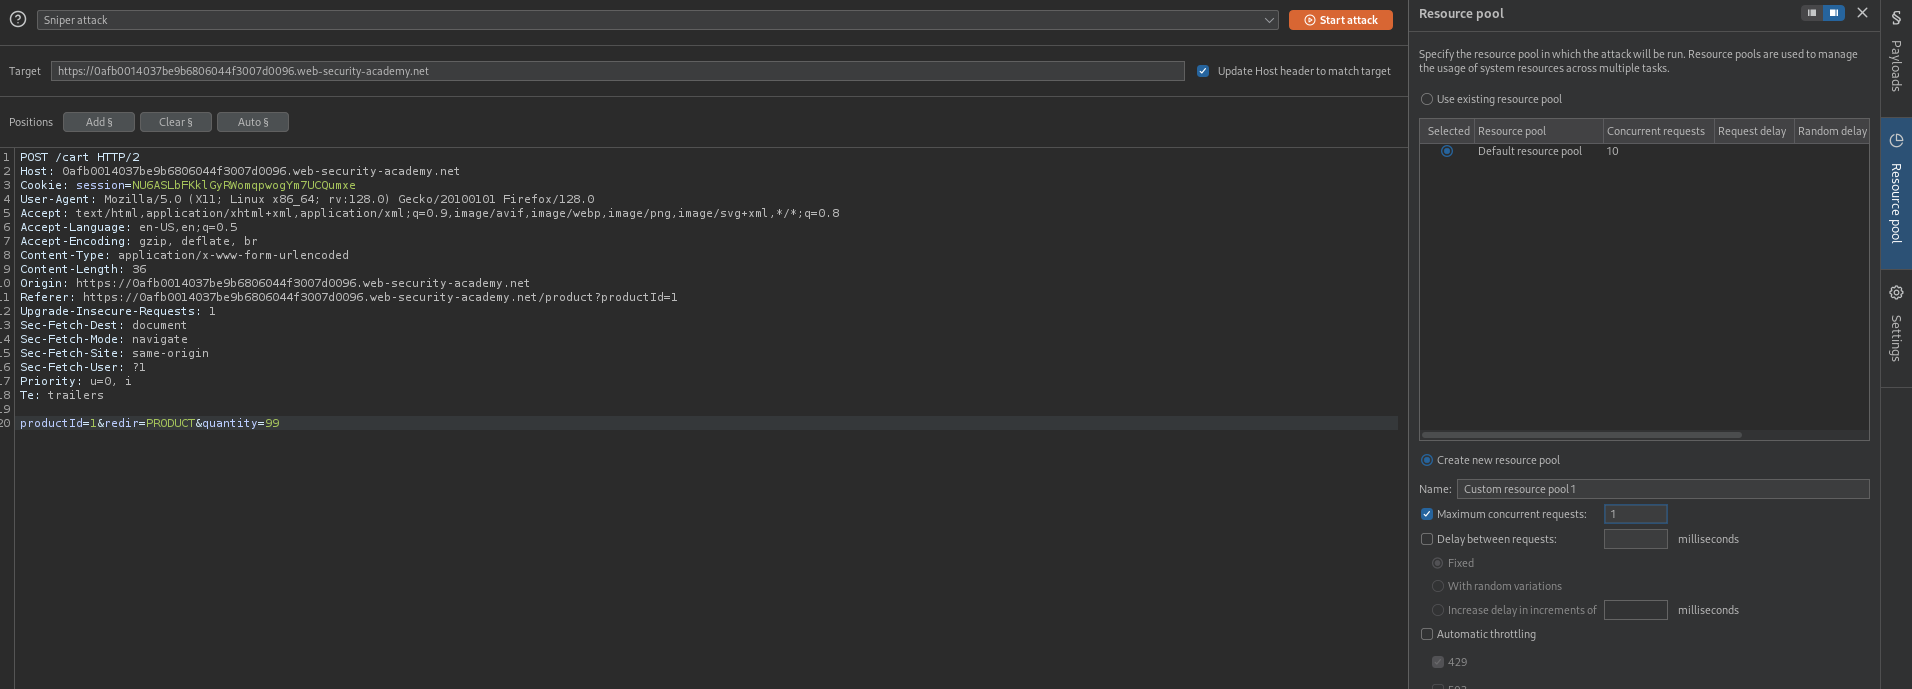 Sniper attack
Start attack
Target
https://0afb0014037be9b6806044f3007d0096.web-security-academy.net
Update Host header to match target
Positions
Add §
Clear §
Auto §
1 POST /cart HTTP/2
2 Host: 0afb0014037be9b6806044f3007d0096.web-security-academy.net
3 Cookie: session=NU6ASLbFKklGyRWomqpwogYm7UCQumxe
4 User-Agent: Mozilla/5.0 (X11; Linux x86_64; rv:128.0) Gecko/20100101 Firefox/128.0
5 Accept: text/html,application/xhtml+xml,application/xml;q=0.9,image/avif,image/webp,image/png,image/svg+xml,*/*;q=0.8
6 Accept-Language: en-US,en;q=0.5
7 Accept-Encoding: gzip, deflate, br
8 Content-Type: application/x-www-form-urlencoded
9 Content-Length: 36
10 Origin: https://0afb0014037be9b6806044f3007d0096.web-security-academy.net
11 Referer: https://0afb0014037be9b6806044f3007d0096.web-security-academy.net/product?productId=1
12 Upgrade-Insecure-Requests: 1
13 Sec-Fetch-Dest: document
14 Sec-Fetch-Mode: navigate
15 Sec-Fetch-Site: same-origin
16 Sec-Fetch-User: ?1
17 Priority: u=0, i
18 Te: trailers
19
20 productId=1&redir=PRODUCT&quantity=99
Resource pool
Specify the resource pool in which the attack will be run. Resource pools are used to manage
the usage of system resources across multiple tasks.
Use existing resource pool
Selected Resource pool Concurrent requests Request delay Random delay
Default resource pool 10
Create new resource pool
Name: Custom resource pool 1
Maximum concurrent requests: 1
Delay between requests: milliseconds
Fixed
With random variations
Increase delay in increments of milliseconds
Automatic throttling
429
503
§
Payloads
Resource pool
Settings